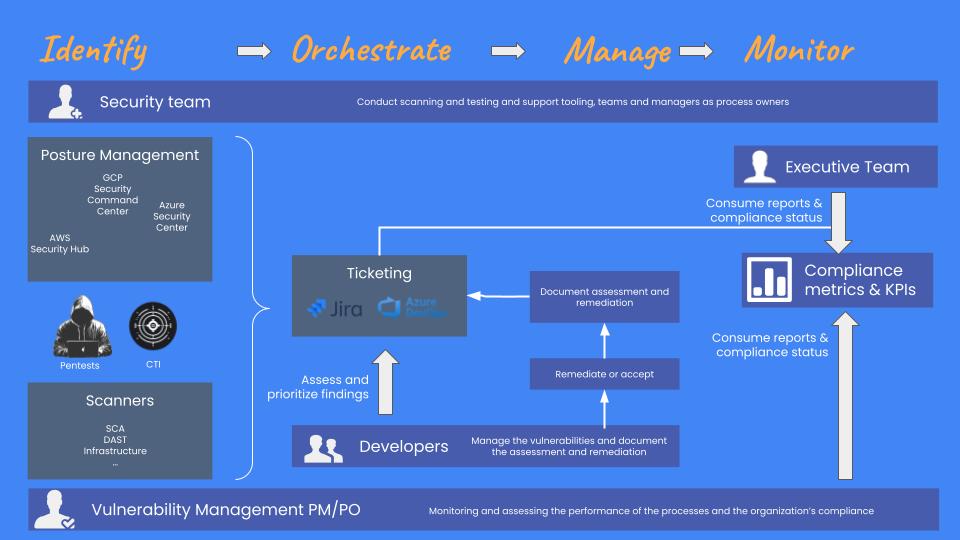 Identify
Orchestrate
Manage
Monitor
Security team
Conduct scanning and testing and support tooling, teams and managers as process owners
Posture Management
GCP
Security
Command
Center
Azure
Security
Center
AWS
Security Hub
Pentests
CTI
Scanners
SCA
DAST
Infrastructure
...
Ticketing
Jira
Azure
DevOps
Assess and
prioritize findings
Developers
Manage the vulnerabilities and document
the assessment and remediation
Remediate or accept
Document assessment and
remediation
Executive Team
Consume reports &
compliance status
Compliance
metrics & KPIs
Consume reports &
compliance status
Vulnerability Management PM/PO
Monitoring and assessing the performance of the processes and the organization's compliance